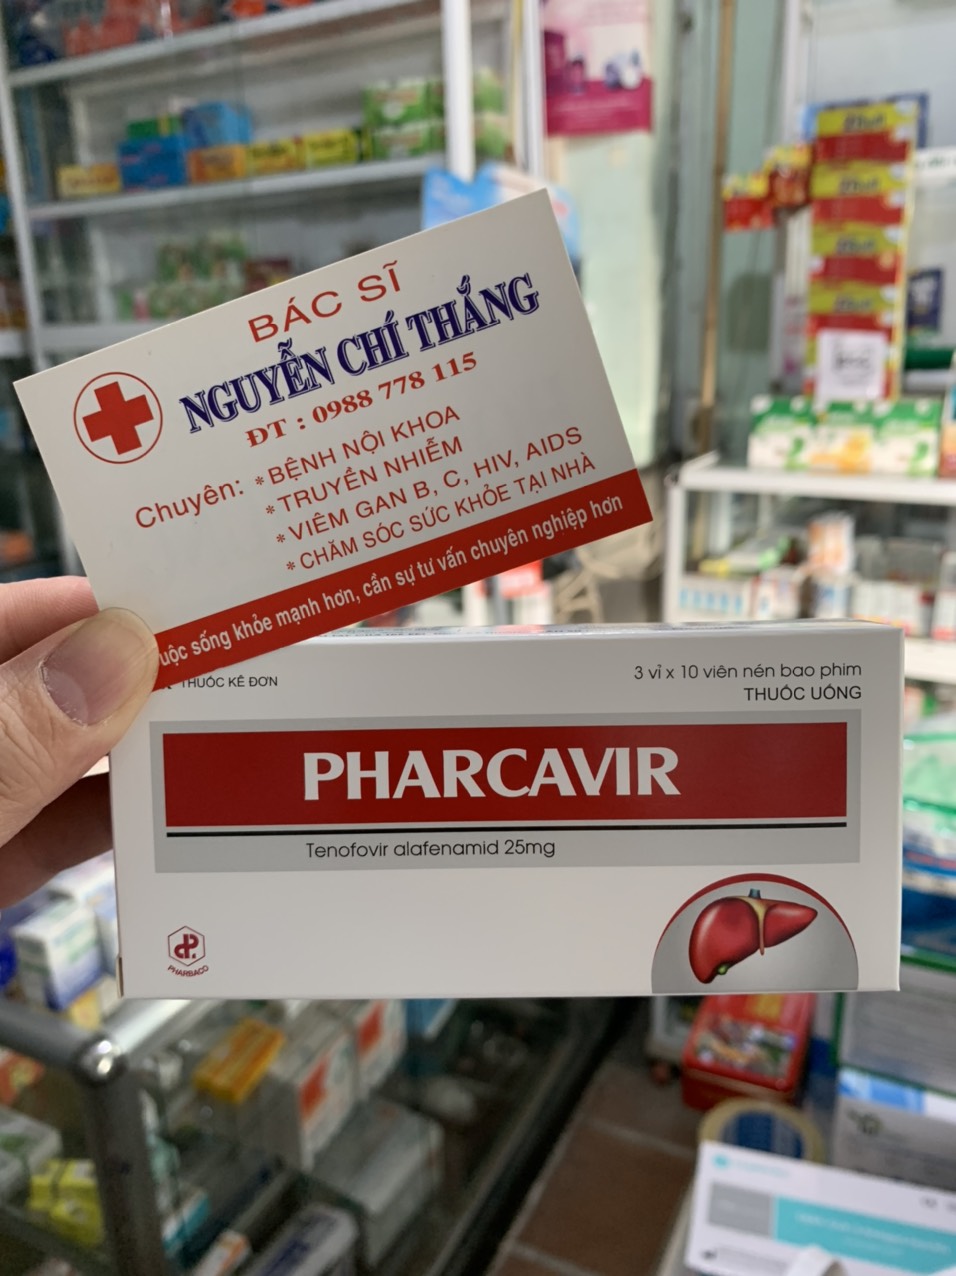 BÁC SĨ
NGUYỄN CHÍ THẮNG
ĐT : 0988 778 115
Chuyên: * BỆNH NỘI KHOA
* TRUYỀN NHIỄM
* VIÊM GAN B, C, HIV, AIDS
* CHĂM SÓC SỨC KHỎE TẠI NHÀ
uộc sống khỏe mạnh hơn, cần sự tư vấn chuyên nghiệp hơn
THUỐC KÊ ĐƠN
3 vỉ x 10 viên nén bao phim
THUỐC UỐNG
PHARCAVIR
Tenofovir alafenamid 25mg
PHARBACO